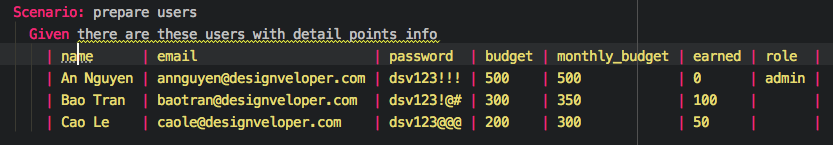 Scenario: prepare users
Given there are these users with detail points info
| name | email | password | budget | monthly_budget | earned | role |
| An Nguyen | annguyen@designveloper.com | dsv123!!! | 500 | 500 | 0 | admin |
| Bao Tran | baotran@designveloper.com | dsv123!@# | 300 | 350 | 100 | |
| Cao Le | caole@designveloper.com | dsv123@@@ | 200 | 300 | 50 | |